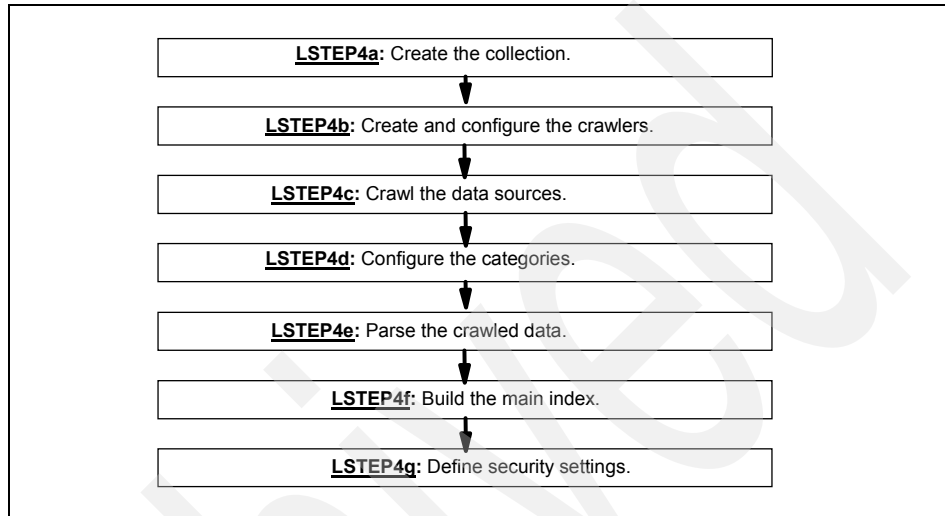 LSTEP4a: Create the collection.
LSTEP4b: Create and configure the crawlers.
LSTEP4c: Crawl the data sources.
LSTEP4d: Configure the categories.
LSTEP4e: Parse the crawled data.
LSTEP4f: Build the main index.
LSTEP4g: Define security settings.